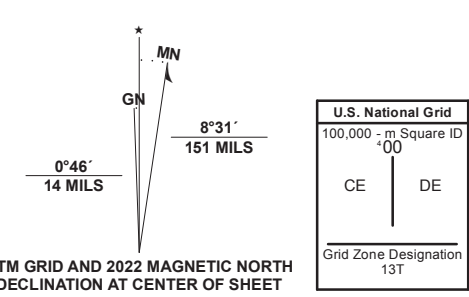 ★
MN
GN
8°31´
151 MILS
0°46´
14 MILS
TM GRID AND 2022 MAGNETIC NORTH
DECLINATION AT CENTER OF SHEET
U.S. National Grid
100,000 - m Square ID
⁴00
CE DE
Grid Zone Designation
13T